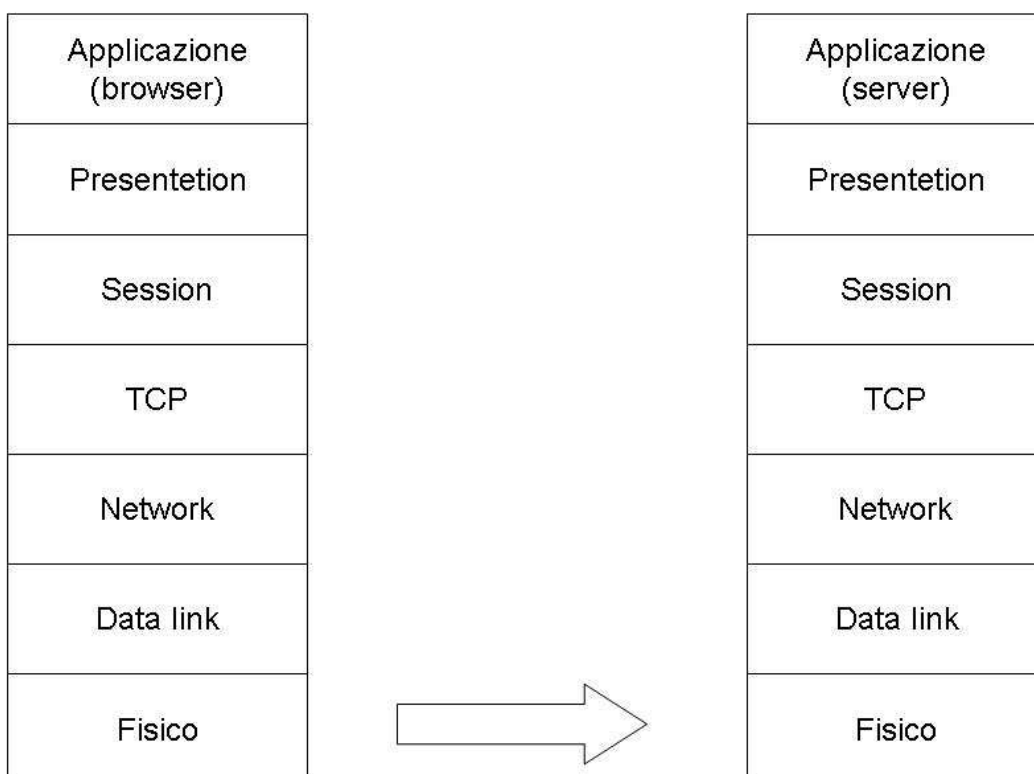 Applicazione
(browser)
Presentetion
Session
TCP
Network
Data link
Fisico
Applicazione
(server)
Presentetion
Session
TCP
Network
Data link
Fisico